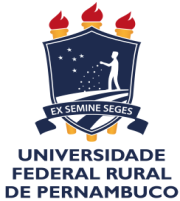 EX SEMINE SEGES
UNIVERSIDADE
FEDERAL RURAL
DE PERNAMBUCO